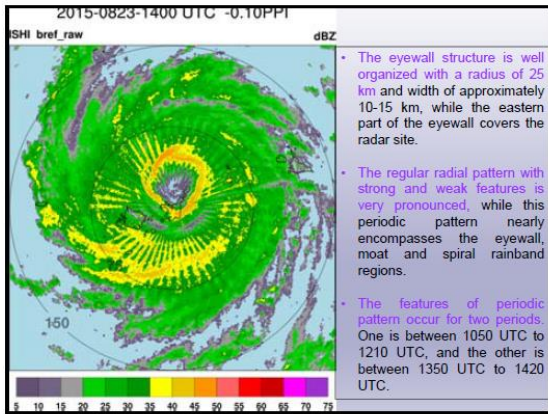 2015-0823-1400 UTC -0.10PPI
ISHI bref_raw
dBZ
150
5 10 15 20 25 30 35 40 45 50 55 60 65 70 75
• The eyewall structure is well
organized with a radius of 25
km and width of approximately
10-15 km, while the eastern
part of the eyewall covers the
radar site.
• The regular radial pattern with
strong and weak features is
very pronounced, while this
periodic pattern nearly
encompasses the eyewall,
moat and spiral rainband
regions.
• The features of periodic
pattern occur for two periods.
One is between 1050 UTC to
1210 UTC, and the other is
between 1350 UTC to 1420
UTC.